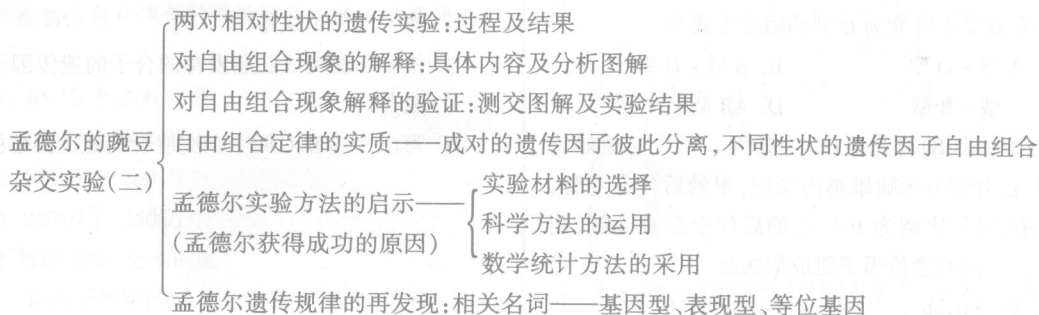 两对相对性状的遗传实验:过程及结果
对自由组合现象的解释:具体内容及分析图解
对自由组合现象解释的验证:测交图解及实验结果
孟德尔的豌豆
杂交实验(二)
自由组合定律的实质——成对的遗传因子彼此分离,不同性状的遗传因子自由组合
孟德尔实验方法的启示——
(孟德尔获得成功的原因)
实验材料的选择
科学方法的运用
数学统计方法的采用
孟德尔遗传规律的再发现:相关名词——基因型、表现型、等位基因